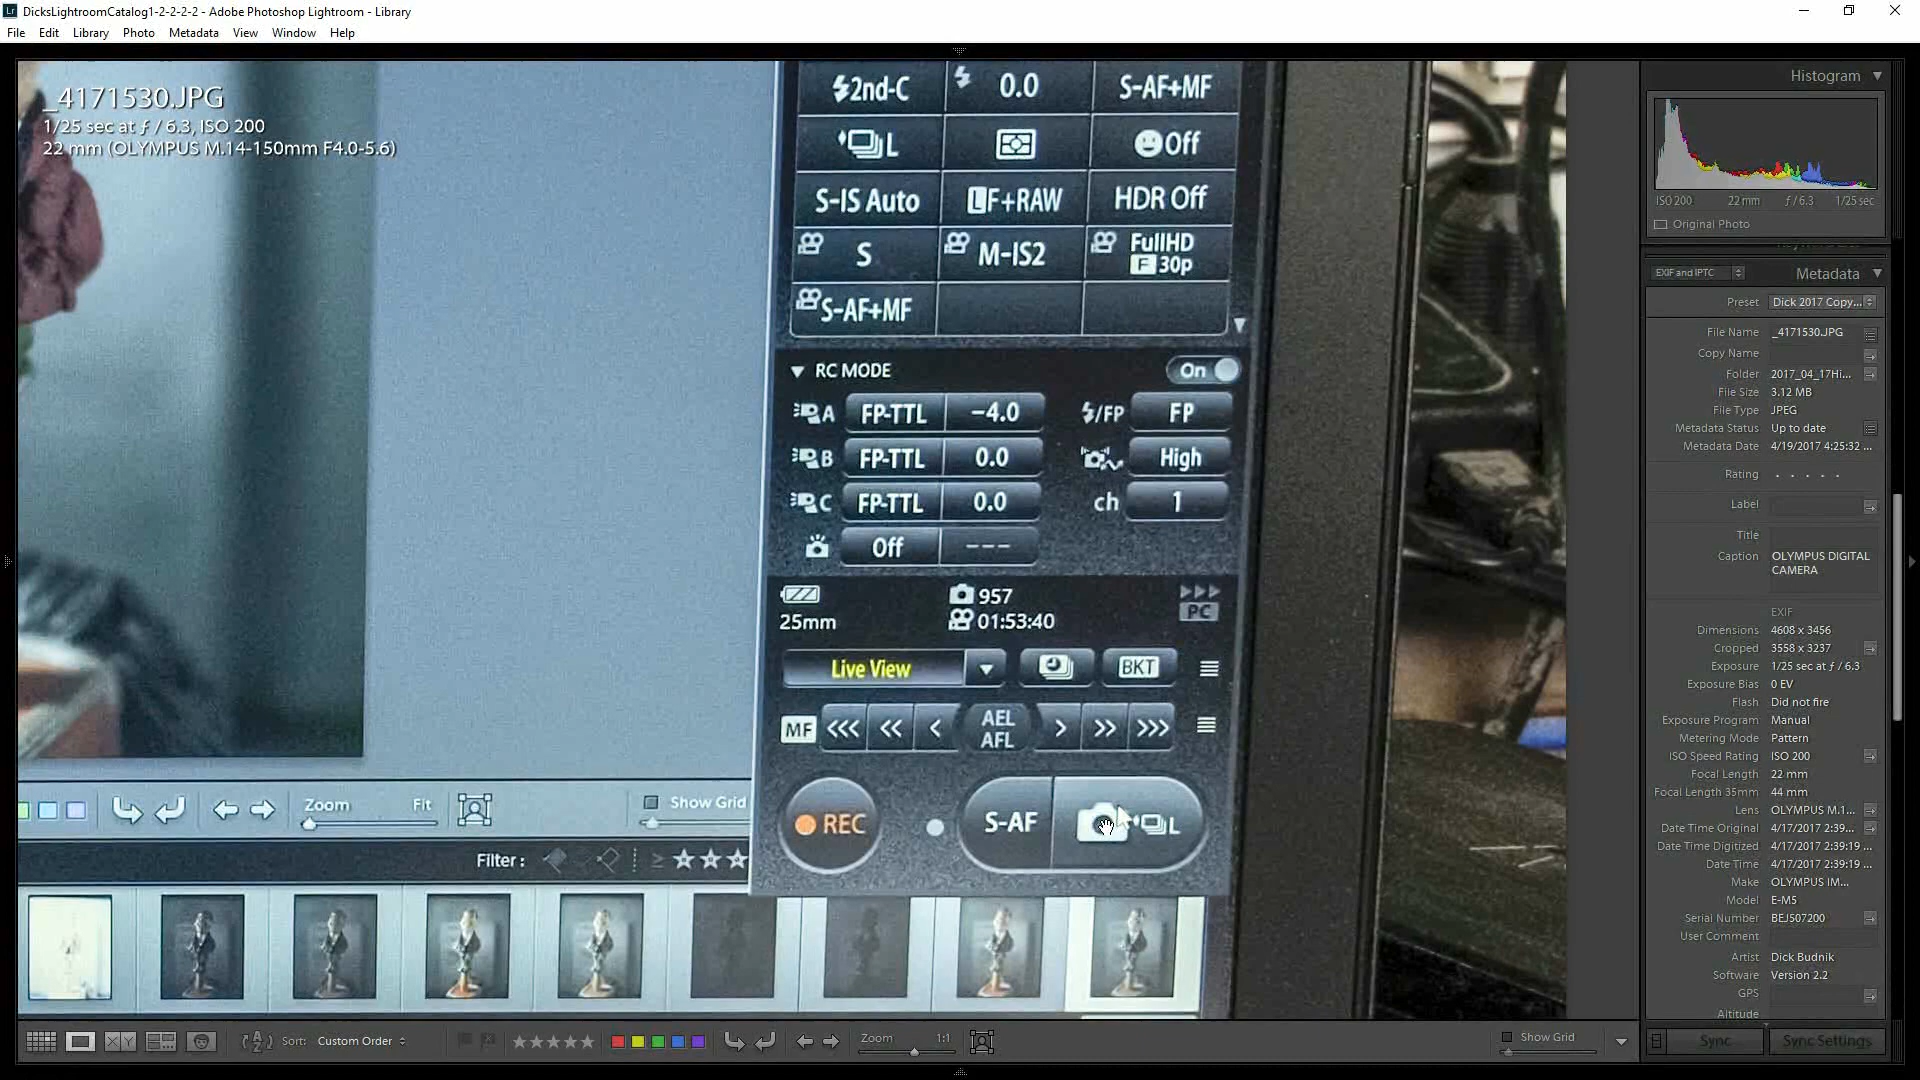 DicksLightroomCatalog1-2-2-2-2 - Adobe Photoshop Lightroom - Library
File Edit Library Photo Metadata View Window Help
_4171530.JPG
1/25 sec at ƒ / 6.3, ISO 200
22 mm (OLYMPUS M.14-150mm F4.0-5.6)
2nd-C 0.0 S-AF+MF
L Off
S-IS Auto LF+RAW HDR Off
S M-IS2 FullHD
F 30p
S-AF+MF
RC MODE On
A FP-TTL −4.0 /FP FP
B FP-TTL 0.0 High
C FP-TTL 0.0 ch 1
Off ---
957
25mm 01:53:40 PC
Live View BKT
MF <<< << < AEL
AFL > >> >>>
REC S-AF L
Zoom Fit Show Grid
Filter : ≥
Sort: Custom Order Zoom 1:1 Show Grid
Histogram
ISO 200 22 mm ƒ / 6.3 1/25 sec
Original Photo
EXIF and IPTC Metadata
Preset Dick 2017 Copy...
File Name _4171530.JPG
Copy Name
Folder 2017_04_17Hi...
File Size 3.12 MB
File Type JPEG
Metadata Status Up to date
Metadata Date 4/19/2017 4:25:32 ...
Rating
Label
Title
Caption OLYMPUS DIGITAL
CAMERA
EXIF
Dimensions 4608 x 3456
Cropped 3558 x 3237
Exposure 1/25 sec at ƒ / 6.3
Exposure Bias 0 EV
Flash Did not fire
Exposure Program Manual
Metering Mode Pattern
ISO Speed Rating ISO 200
Focal Length 22 mm
Focal Length 35mm 44 mm
Lens OLYMPUS M.1...
Date Time Original 4/17/2017 2:39...
Date Time Digitized 4/17/2017 2:39:19 ...
Date Time 4/17/2017 2:39:19 ...
Make OLYMPUS IM...
Model E-M5
Serial Number BEJ507200
User Comment
Artist Dick Budnik
Software Version 2.2
GPS
Altitude
Sync Sync Settings